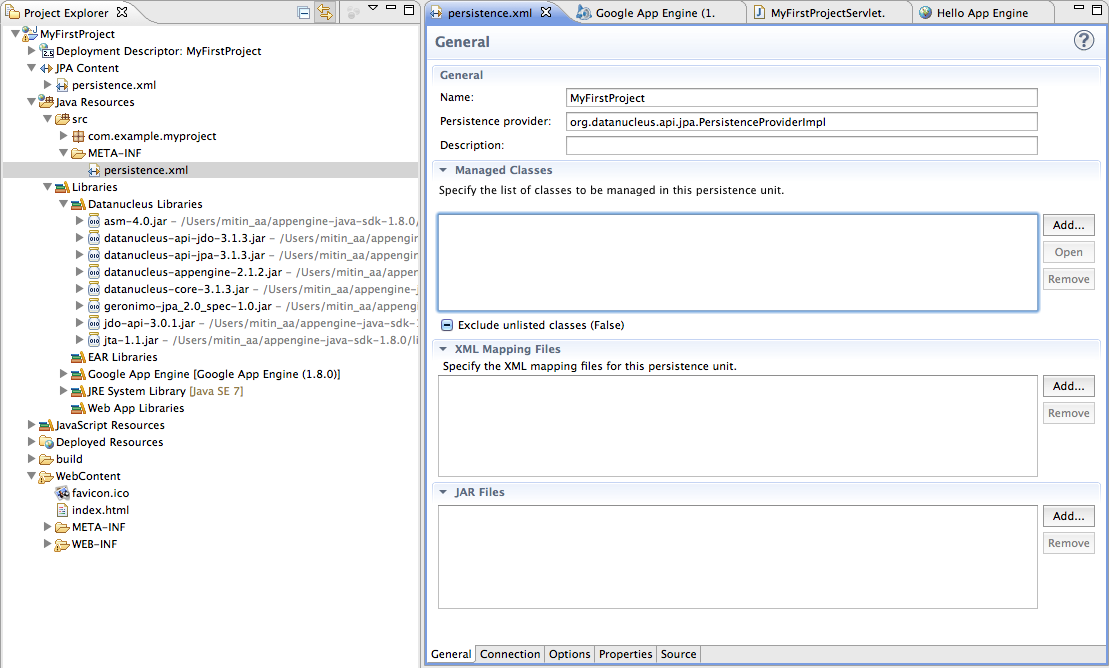 Project Explorer
MyFirstProject
Deployment Descriptor: MyFirstProject
JPA Content
persistence.xml
Java Resources
src
com.example.myproject
META-INF
persistence.xml
Libraries
Datanucleus Libraries
asm-4.0.jar - /Users/mitin_aa/appengine-java-sdk-1.8.0/
datanucleus-api-jdo-3.1.3.jar - /Users/mitin_aa/appengin
datanucleus-api-jpa-3.1.3.jar - /Users/mitin_aa/appengin
datanucleus-appengine-2.1.2.jar - /Users/mitin_aa/appen
datanucleus-core-3.1.3.jar - /Users/mitin_aa/appengine-j
geronimo-jpa_2.0_spec-1.0.jar - /Users/mitin_aa/appeng
jdo-api-3.0.1.jar - /Users/mitin_aa/appengine-java-sdk-
jta-1.1.jar - /Users/mitin_aa/appengine-java-sdk-1.8.0/li
EAR Libraries
Google App Engine [Google App Engine (1.8.0)]
JRE System Library [Java SE 7]
Web App Libraries
JavaScript Resources
Deployed Resources
build
WebContent
favicon.ico
index.html
META-INF
WEB-INF
persistence.xml
Google App Engine (1.
MyFirstProjectServlet.
Hello App Engine
General
General
Name: MyFirstProject
Persistence provider: org.datanucleus.api.jpa.PersistenceProviderImpl
Description:
Managed Classes
Specify the list of classes to be managed in this persistence unit.
Add...
Open
Remove
Exclude unlisted classes (False)
XML Mapping Files
Specify the XML mapping files for this persistence unit.
Add...
Remove
JAR Files
Add...
Remove
General Connection Options Properties Source